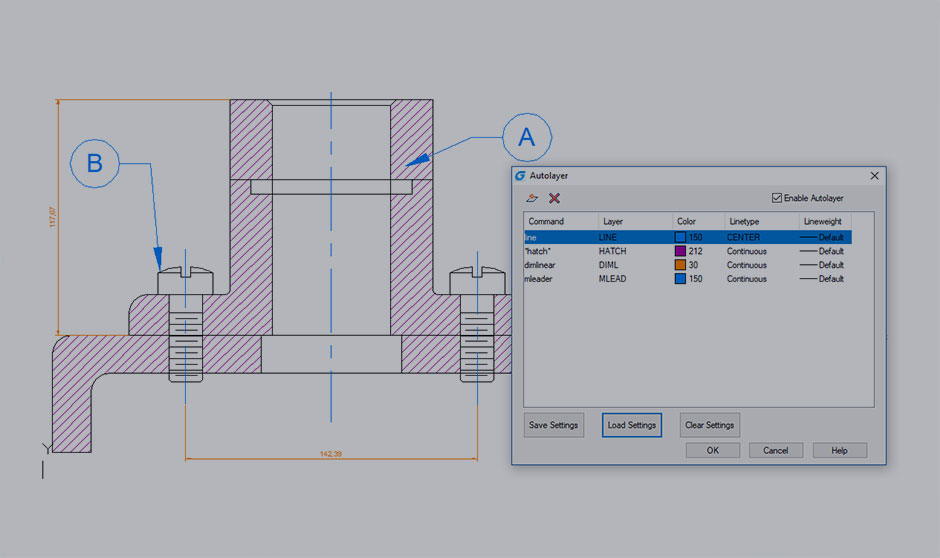 A
B
117,07
142,39
Y
Autolayer
Enable Autolayer
Command Layer Color Linetype Lineweight
line LINE 150 CENTER Default
"hatch" HATCH 212 Continuous Default
dimlinear DIML 30 Continuous Default
mleader MLEAD 150 Continuous Default
Save Settings Load Settings Clear Settings
OK Cancel Help